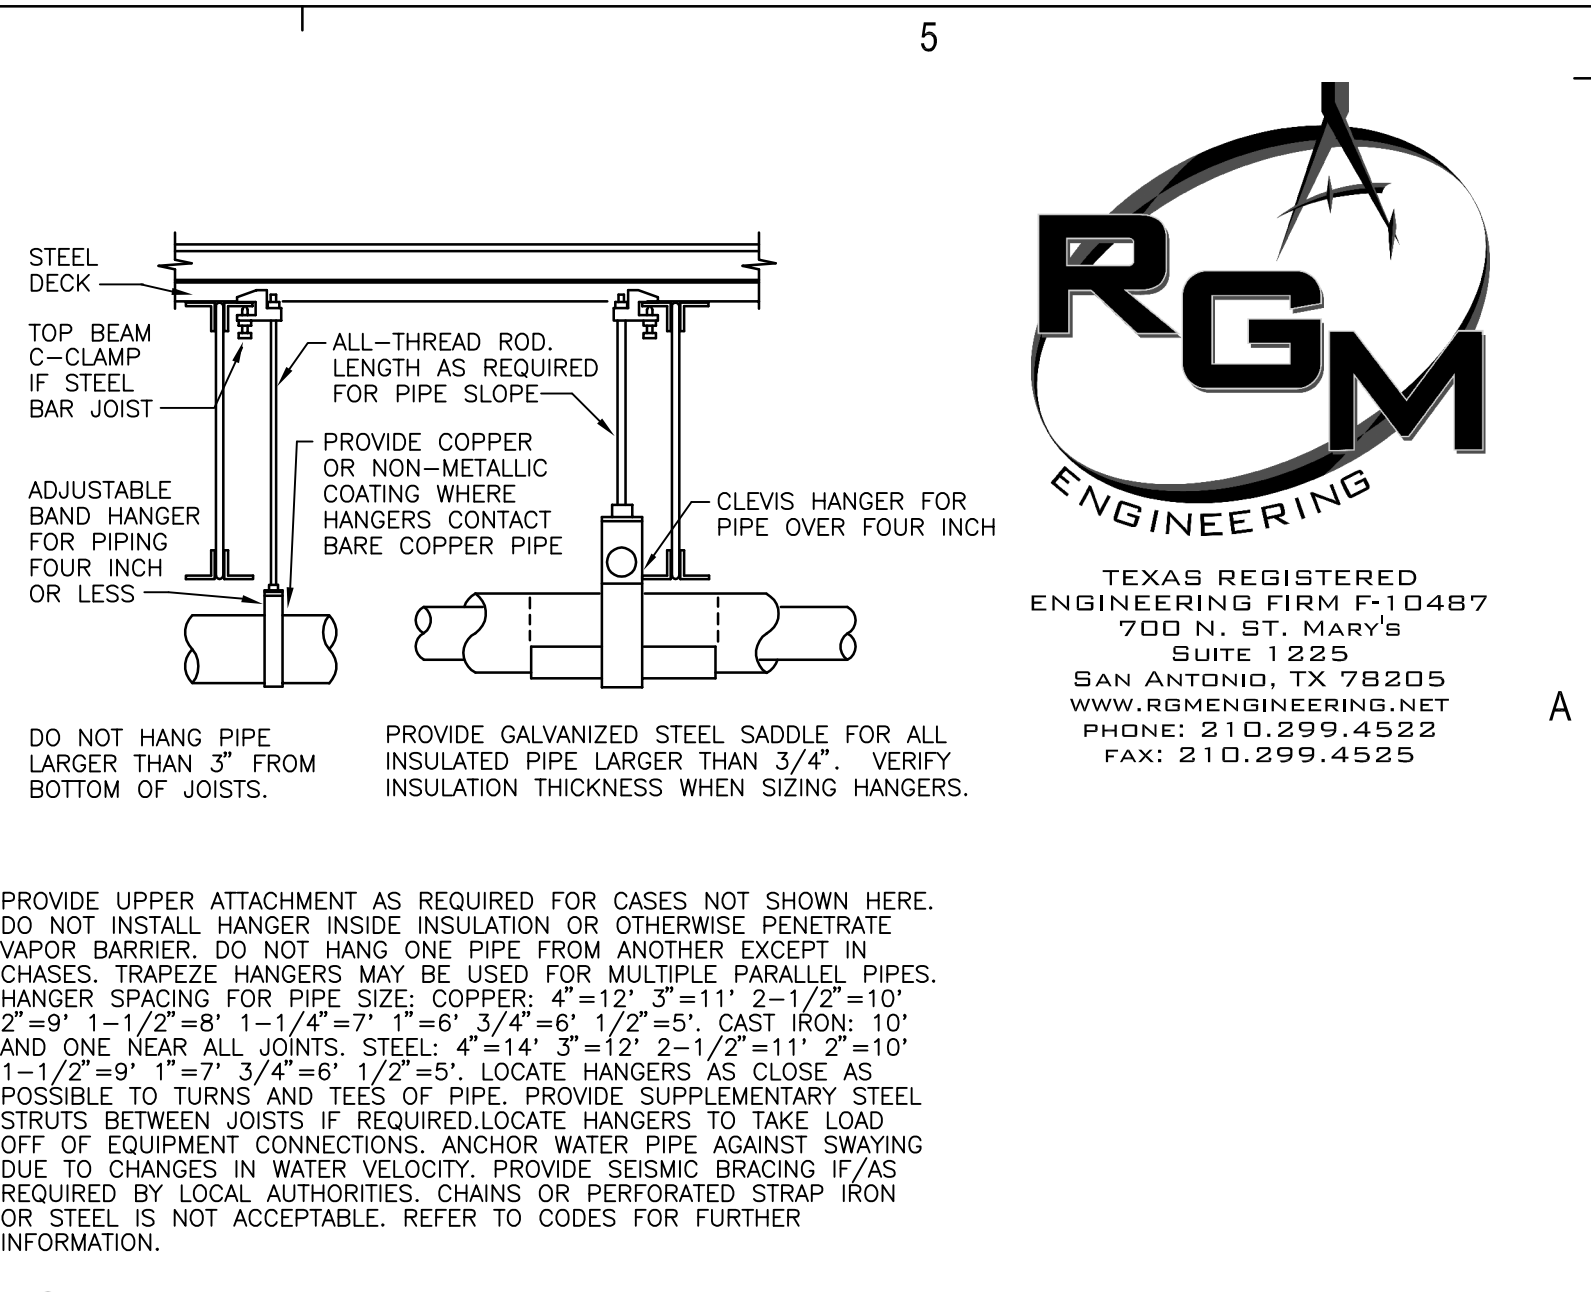 5
STEEL
DECK
TOP BEAM
C-CLAMP
IF STEEL
BAR JOIST
ALL-THREAD ROD.
LENGTH AS REQUIRED
FOR PIPE SLOPE
PROVIDE COPPER
OR NON-METALLIC
COATING WHERE
HANGERS CONTACT
BARE COPPER PIPE
ADJUSTABLE
BAND HANGER
FOR PIPING
FOUR INCH
OR LESS
CLEVIS HANGER FOR
PIPE OVER FOUR INCH
DO NOT HANG PIPE
LARGER THAN 3" FROM
BOTTOM OF JOISTS.
PROVIDE GALVANIZED STEEL SADDLE FOR ALL
INSULATED PIPE LARGER THAN 3/4". VERIFY
INSULATION THICKNESS WHEN SIZING HANGERS.
RGM
ENGINEERING
TEXAS REGISTERED
ENGINEERING FIRM F-10487
700 N. ST. MARY'S
SUITE 1225
SAN ANTONIO, TX 78205
WWW.RGMENGINEERING.NET
PHONE: 210.299.4522
FAX: 210.299.4525
A
PROVIDE UPPER ATTACHMENT AS REQUIRED FOR CASES NOT SHOWN HERE.
DO NOT INSTALL HANGER INSIDE INSULATION OR OTHERWISE PENETRATE
VAPOR BARRIER. DO NOT HANG ONE PIPE FROM ANOTHER EXCEPT IN
CHASES. TRAPEZE HANGERS MAY BE USED FOR MULTIPLE PARALLEL PIPES.
HANGER SPACING FOR PIPE SIZE: COPPER: 4"=12' 3"=11' 2-1/2"=10'
2"=9' 1-1/2"=8' 1-1/4"=7' 1"=6' 3/4"=6' 1/2"=5'. CAST IRON: 10'
AND ONE NEAR ALL JOINTS. STEEL: 4"=14' 3"=12' 2-1/2"=11' 2"=10'
1-1/2"=9' 1"=7' 3/4"=6' 1/2"=5'. LOCATE HANGERS AS CLOSE AS
POSSIBLE TO TURNS AND TEES OF PIPE. PROVIDE SUPPLEMENTARY STEEL
STRUTS BETWEEN JOISTS IF REQUIRED.LOCATE HANGERS TO TAKE LOAD
OFF OF EQUIPMENT CONNECTIONS. ANCHOR WATER PIPE AGAINST SWAYING
DUE TO CHANGES IN WATER VELOCITY. PROVIDE SEISMIC BRACING IF/AS
REQUIRED BY LOCAL AUTHORITIES. CHAINS OR PERFORATED STRAP IRON
OR STEEL IS NOT ACCEPTABLE. REFER TO CODES FOR FURTHER
INFORMATION.